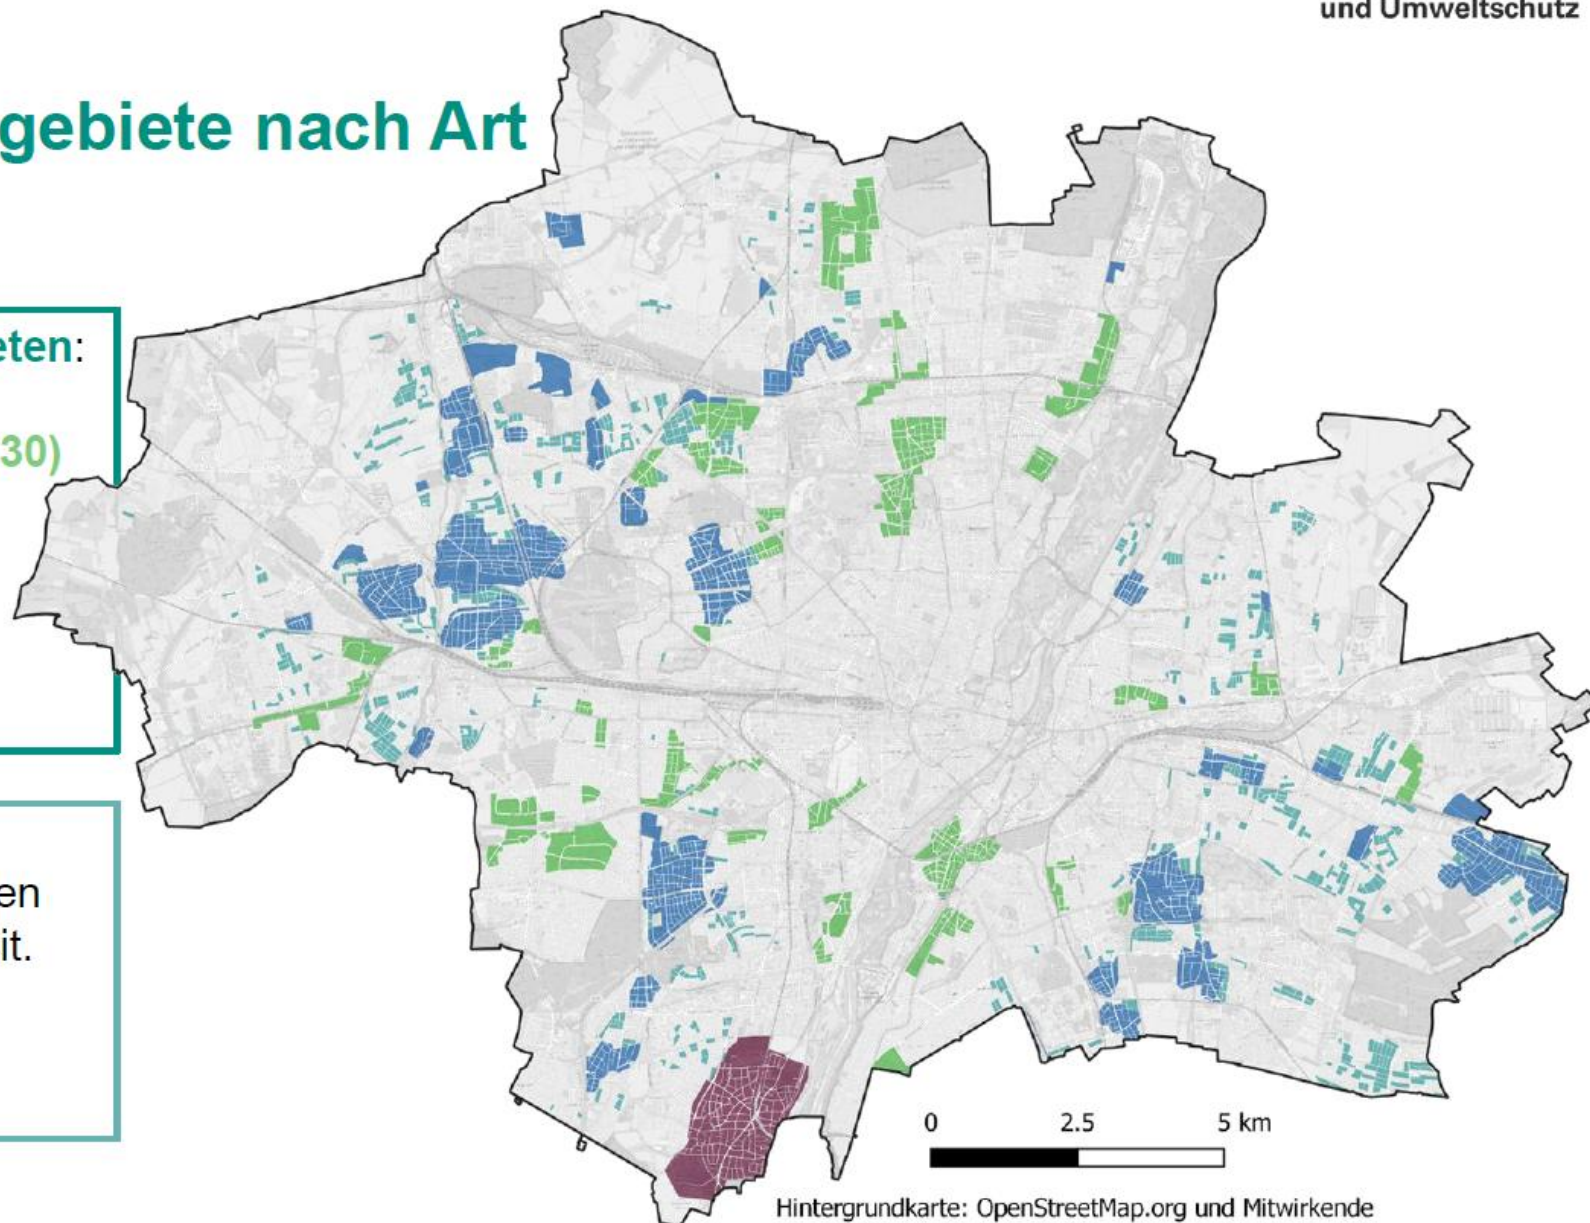 und Umweltschutz
gebiete nach Art
eten:
30)
en
it.
0 2.5 5 km
Hintergrundkarte: OpenStreetMap.org und Mitwirkende